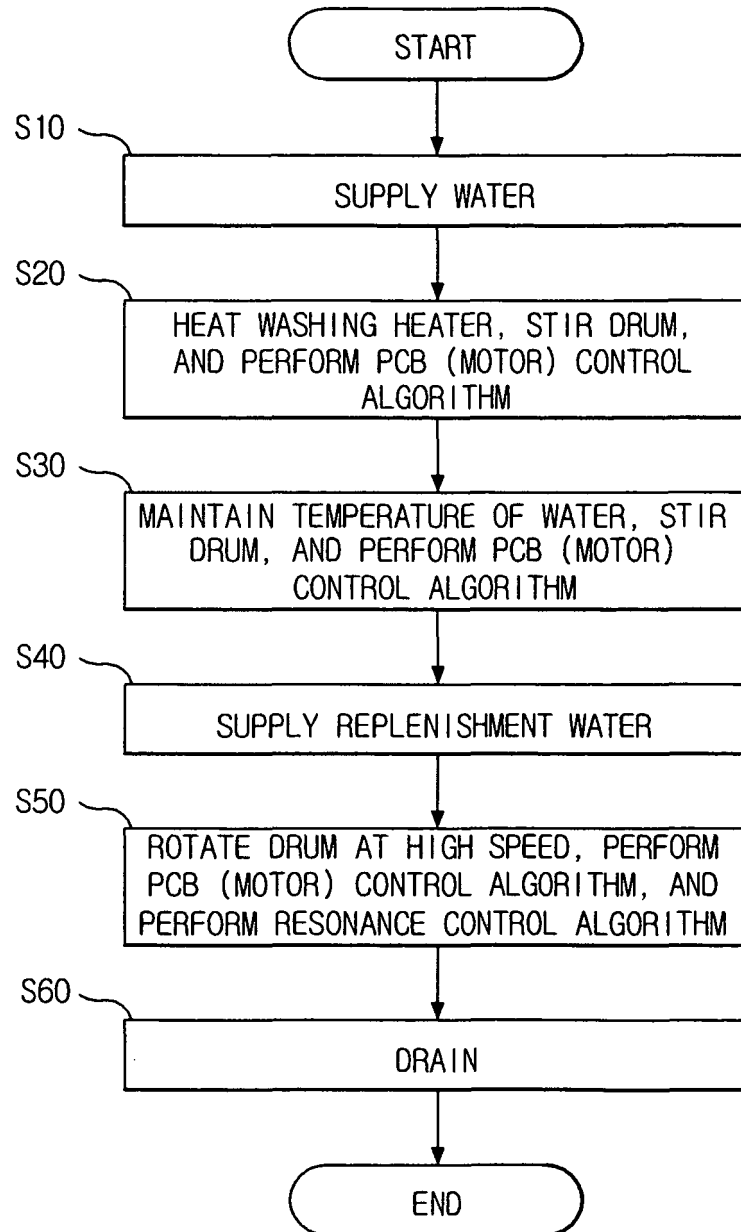 START
S10
SUPPLY WATER
S20
HEAT WASHING HEATER, STIR DRUM,
AND PERFORM PCB (MOTOR) CONTROL
ALGORITHM
S30
MAINTAIN TEMPERATURE OF WATER, STIR
DRUM, AND PERFORM PCB (MOTOR)
CONTROL ALGORITHM
S40
SUPPLY REPLENISHMENT WATER
S50
ROTATE DRUM AT HIGH SPEED, PERFORM
PCB (MOTOR) CONTROL ALGORITHM, AND
PERFORM RESONANCE CONTROL ALGORITHM
S60
DRAIN
END